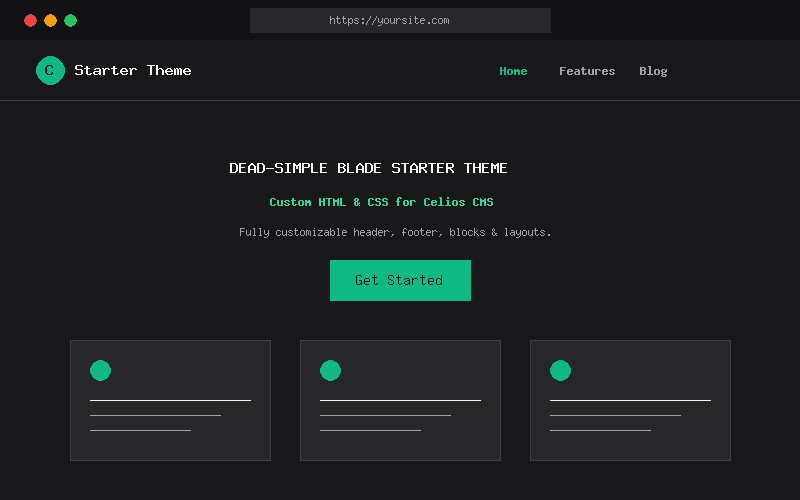 https://yoursite.com
C Starter Theme
Home Features Blog
DEAD-SIMPLE BLADE STARTER THEME
Custom HTML & CSS for Celios CMS
Fully customizable header, footer, blocks & layouts.
Get Started